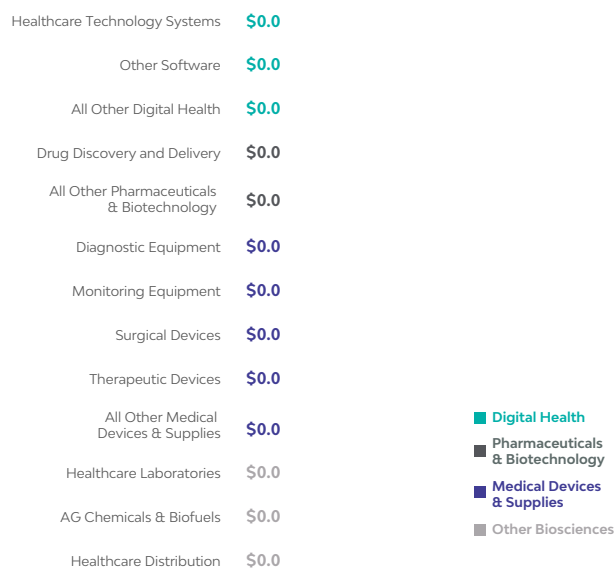 Healthcare Technology Systems $0.0
Other Software $0.0
All Other Digital Health $0.0
Drug Discovery and Delivery $0.0
All Other Pharmaceuticals
& Biotechnology $0.0
Diagnostic Equipment $0.0
Monitoring Equipment $0.0
Surgical Devices $0.0
Therapeutic Devices $0.0
All Other Medical
Devices & Supplies $0.0
Healthcare Laboratories $0.0
AG Chemicals & Biofuels $0.0
Healthcare Distribution $0.0
Digital Health
Pharmaceuticals
& Biotechnology
Medical Devices
& Supplies
Other Biosciences